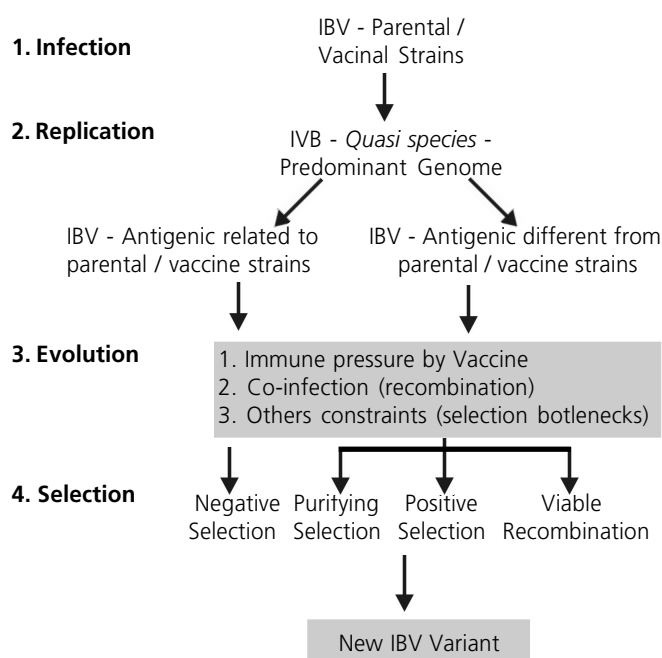 1. Infection
IBV - Parental /
Vacinal Strains
2. Replication
IVB - Quasi species -
Predominant Genome
IBV - Antigenic related to
parental / vaccine strains
IBV - Antigenic different from
parental / vaccine strains
3. Evolution
1. Immune pressure by Vaccine
2. Co-infection (recombination)
3. Others constraints (selection botlenecks)
4. Selection
Negative
Selection
Purifying
Selection
Positive
Selection
Viable
Recombination
New IBV Variant